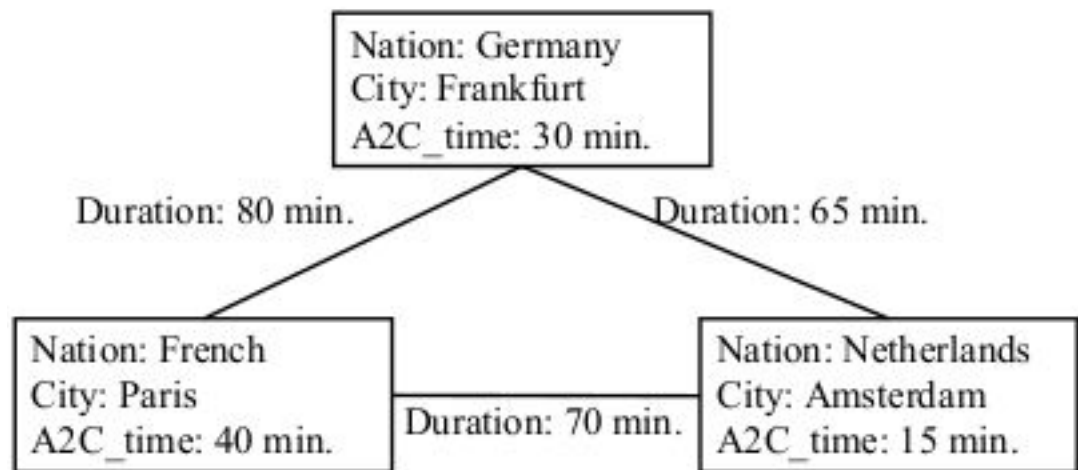 Nation: Germany
City: Frankfurt
A2C_time: 30 min.
Duration: 80 min.
Duration: 65 min.
Nation: French
City: Paris
A2C_time: 40 min.
Duration: 70 min.
Nation: Netherlands
City: Amsterdam
A2C_time: 15 min.